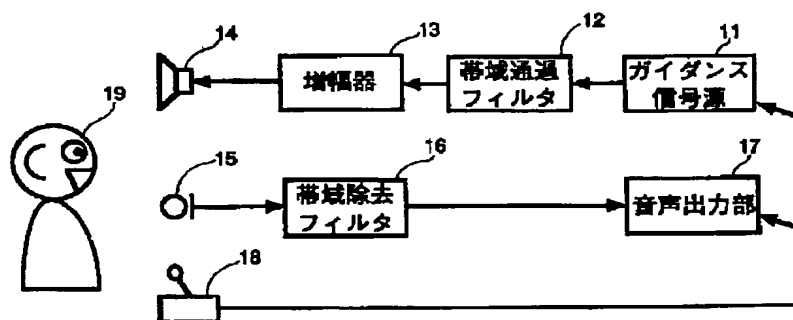 14
13
12
11
増幅器
帯域通過
フィルタ
ガイダンス
信号源
19
15
16
17
帯域除去
フィルタ
音声出力部
18